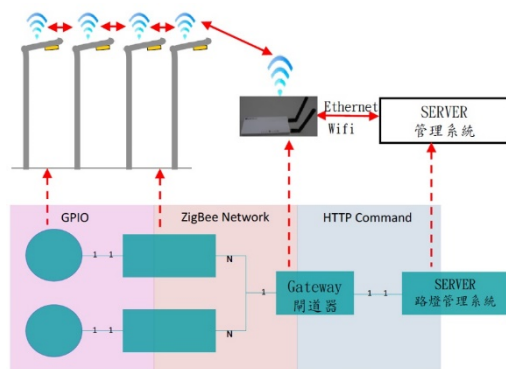 Ethernet
Wifi
SERVER
管理系統
GPIO
ZigBee Network
HTTP Command
1 1
N
1
Gateway
閘道器
1 1
SERVER
路燈管理系統
1 1
N